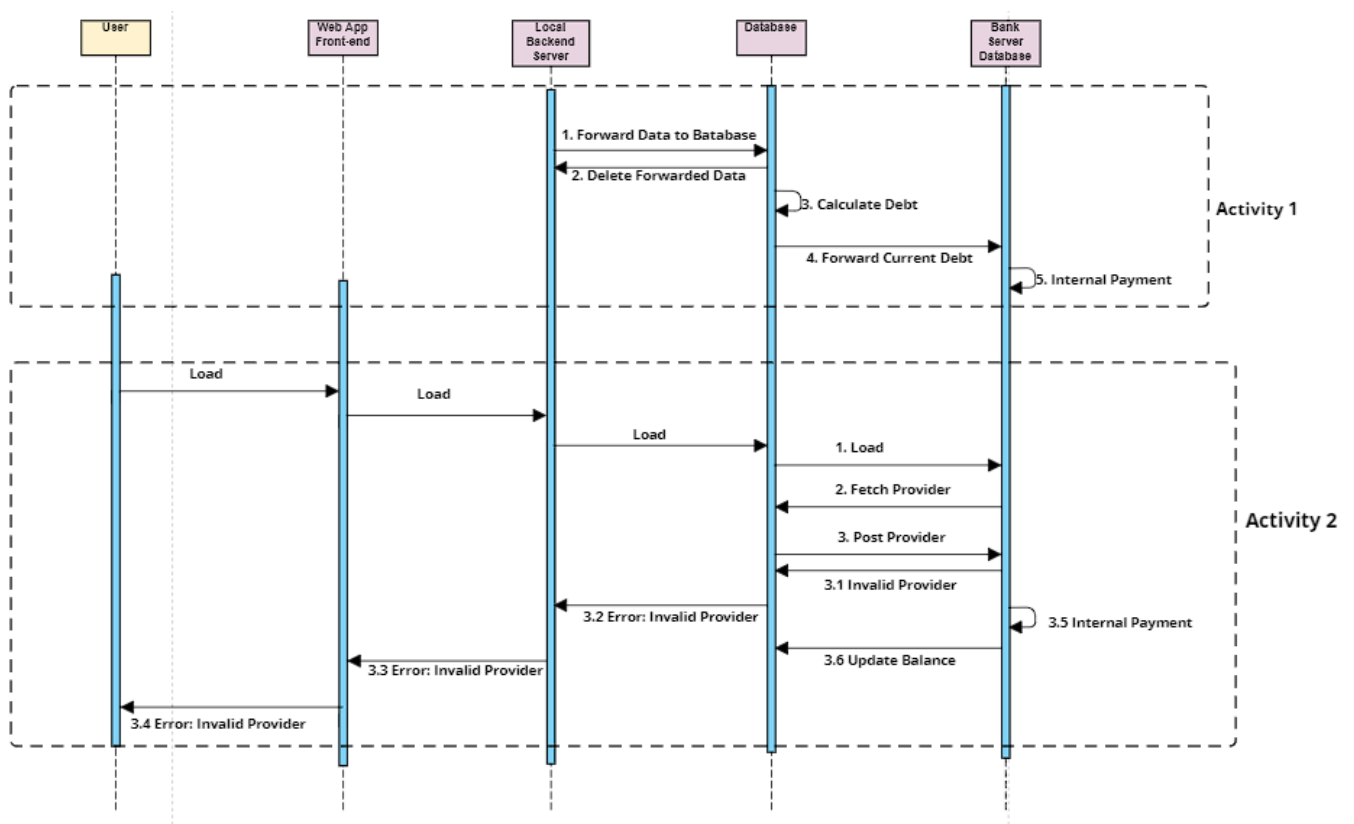 User
Web App
Front-end
Local
Backend
Server
Database
Bank
Server
Database
1. Forward Data to Batabase
2. Delete Forwarded Data
3. Calculate Debt
Activity 1
4. Forward Current Debt
5. Internal Payment
Load
Load
Load
1. Load
2. Fetch Provider
Activity 2
3. Post Provider
3.1 Invalid Provider
3.2 Error: Invalid Provider
3.5 Internal Payment
3.6 Update Balance
3.3 Error: Invalid Provider
3.4 Error: Invalid Provider